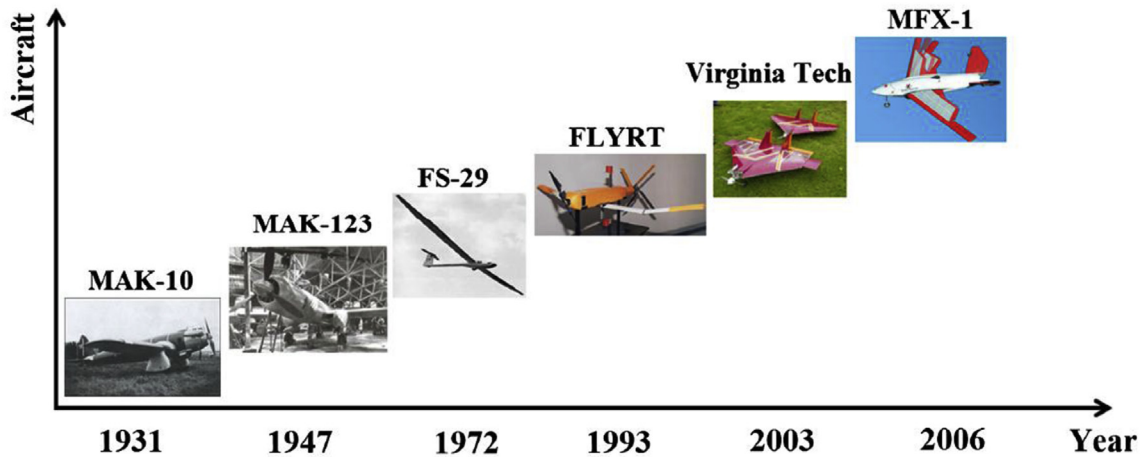 MFX-1
Virginia Tech
FLYRT
FS-29
MAK-123
MAK-10
Aircraft
1931 1947 1972 1993 2003 2006 Year